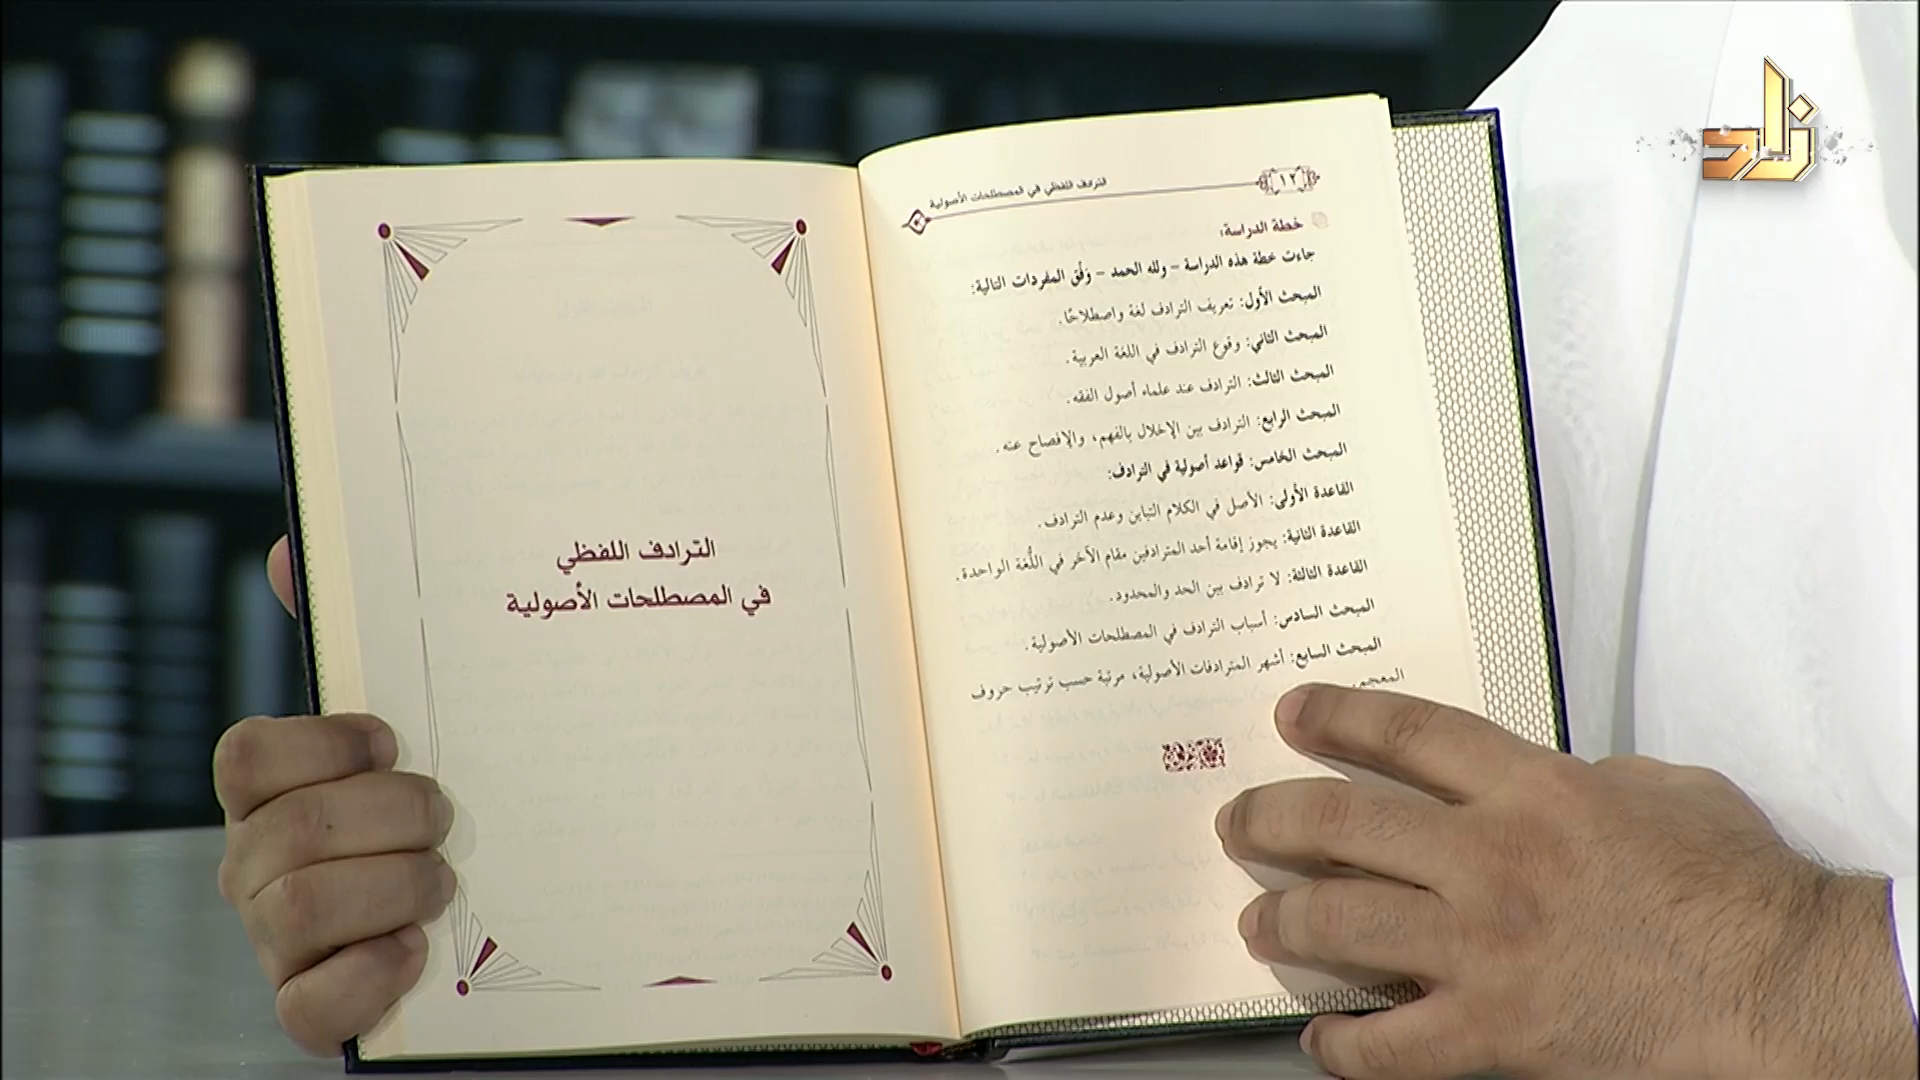 ١٢
الترادف اللفظي في المصطلحات الأصولية
خطة الدراسة:
جاءت خطة هذه الدراسة – ولله الحمد – وَفْق المفردات التالية:
المبحث الأول: تعريف الترادف لغة واصطلاحًا.
المبحث الثاني: وقوع الترادف في اللغة العربية.
المبحث الثالث: الترادف عند علماء أصول الفقه.
المبحث الرابع: الترادف بين الإخلال بالفهم، والإفصاح عنه.
المبحث الخامس: قواعد أصولية في الترادف:
القاعدة الأولى: الأصل في الكلام التباين وعدم الترادف.
القاعدة الثانية: يجوز إقامة أحد المترادفين مقام الآخر في اللُّغة الواحدة.
القاعدة الثالثة: لا ترادف بين الحد والمحدود.
المبحث السادس: أسباب الترادف في المصطلحات الأصولية.
المبحث السابع: أشهر المترادفات الأصولية، مرتبة حسب ترتيب حروف
المعجم.
الترادف اللفظي
في المصطلحات الأصولية
زاد